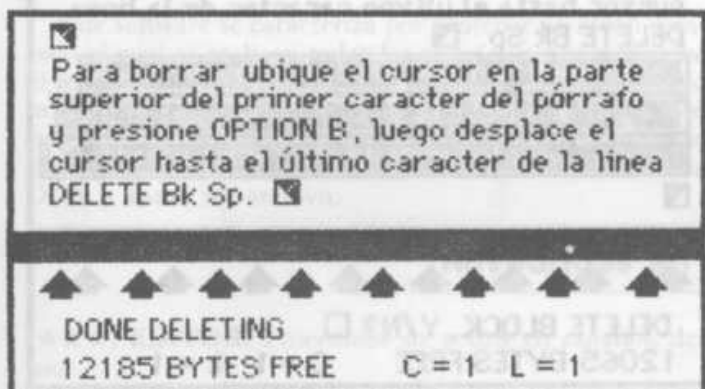 Para borrar ubique el cursor en la parte
superior del primer caracter del párrafo
y presione OPTION B, luego desplace el
cursor hasta el último caracter de la linea
DELETE Bk Sp.
DONE DELETING
12185 BYTES FREE C = 1 L = 1